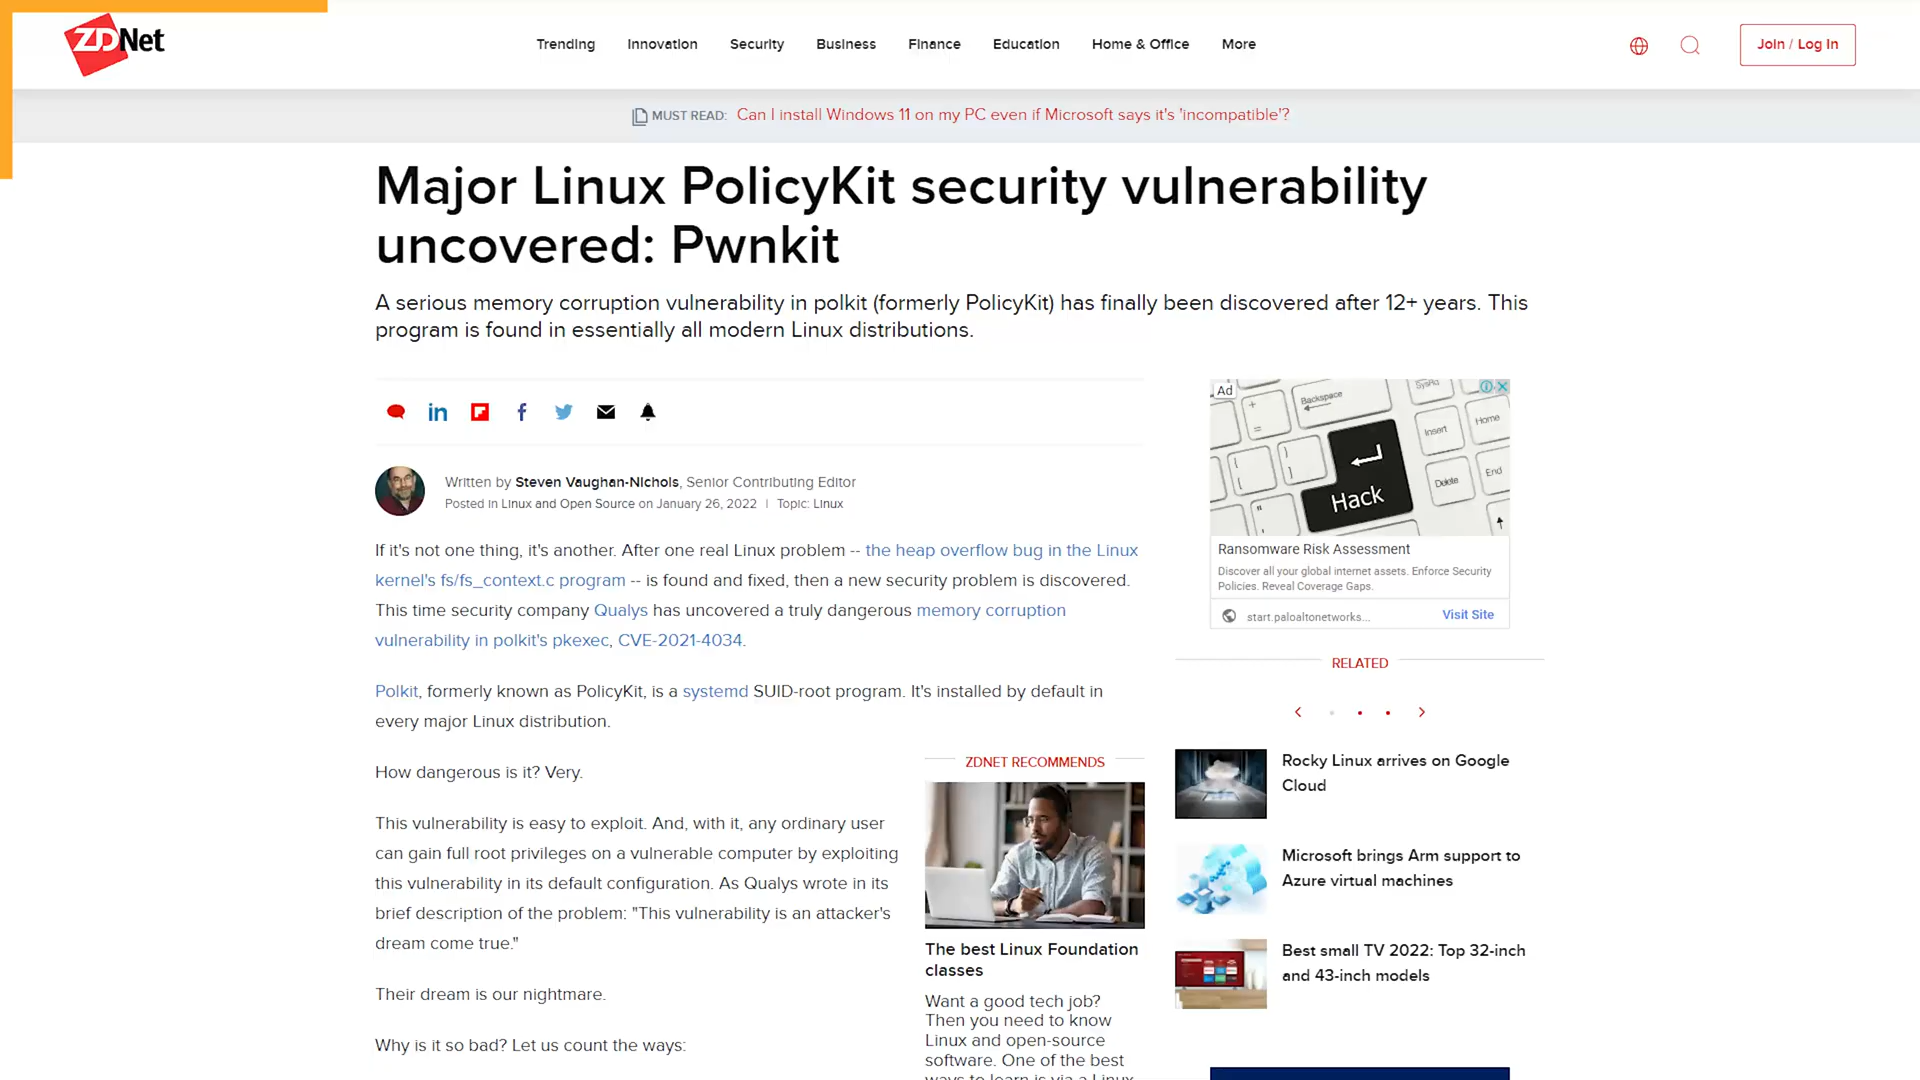 ZDNet
Trending Innovation Security Business Finance Education Home & Office More
Join / Log In
MUST READ: Can I install Windows 11 on my PC even if Microsoft says it's 'incompatible'?
Major Linux PolicyKit security vulnerability
uncovered: Pwnkit
A serious memory corruption vulnerability in polkit (formerly PolicyKit) has finally been discovered after 12+ years. This
program is found in essentially all modern Linux distributions.
Written by Steven Vaughan-Nichols, Senior Contributing Editor
Posted in Linux and Open Source on January 26, 2022 | Topic: Linux
If it's not one thing, it's another. After one real Linux problem -- the heap overflow bug in the Linux
kernel's fs/fs_context.c program -- is found and fixed, then a new security problem is discovered.
This time security company Qualys has uncovered a truly dangerous memory corruption
vulnerability in polkit's pkexec, CVE-2021-4034.
Polkit, formerly known as PolicyKit, is a systemd SUID-root program. It's installed by default in
every major Linux distribution.
How dangerous is it? Very.
This vulnerability is easy to exploit. And, with it, any ordinary user
can gain full root privileges on a vulnerable computer by exploiting
this vulnerability in its default configuration. As Qualys wrote in its
brief description of the problem: "This vulnerability is an attacker's
dream come true."
Their dream is our nightmare.
Why is it so bad? Let us count the ways:
ZDNET RECOMMENDS
The best Linux Foundation
classes
Want a good tech job?
Then you need to know
Linux and open-source
software. One of the best
ways to learn is via a Linux
Ad
SysRq
Backspace
Insert
Home
Delete
End
Hack
Ransomware Risk Assessment
Discover all your global internet assets. Enforce Security
Policies. Reveal Coverage Gaps.
start.paloaltonetworks...
Visit Site
RELATED
Rocky Linux arrives on Google
Cloud
Microsoft brings Arm support to
Azure virtual machines
Best small TV 2022: Top 32-inch
and 43-inch models